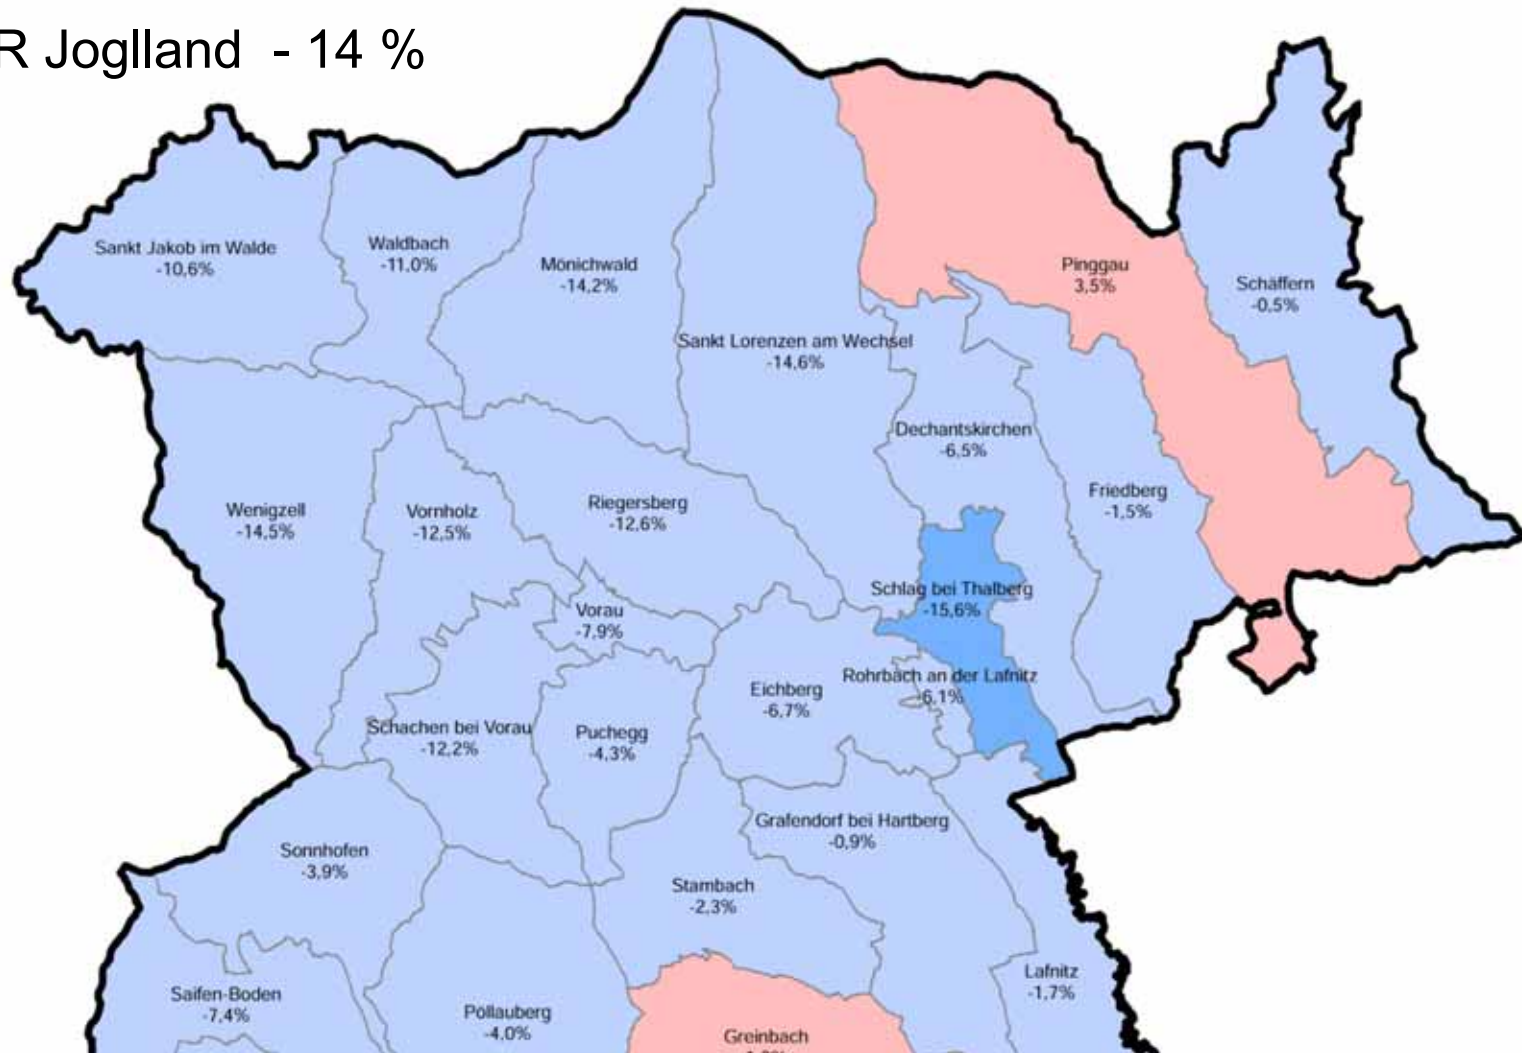 R Joglland - 14 %
Sankt Jakob im Walde
-10,6%
Waldbach
-11,0%
Mönichwald
-14,2%
Pinggau
3,5%
Schäffern
-0,5%
Sankt Lorenzen am Wechsel
-14,6%
Dechantskirchen
-6,5%
Friedberg
-1,5%
Wenigzell
-14,5%
Vornholz
-12,5%
Riegersberg
-12,6%
Schlag bei Thalberg
-15,6%
Vorau
-7,9%
Rohrbach an der Lafnitz
-6,1%
Eichberg
-6,7%
Schachen bei Vorau
-12,2%
Puchegg
-4,3%
Grafendorf bei Hartberg
-0,9%
Sonnhofen
-3,9%
Stambach
-2,3%
Lafnitz
-1,7%
Saifen-Boden
-7,4%
Pöllauberg
-4,0%
Greinbach